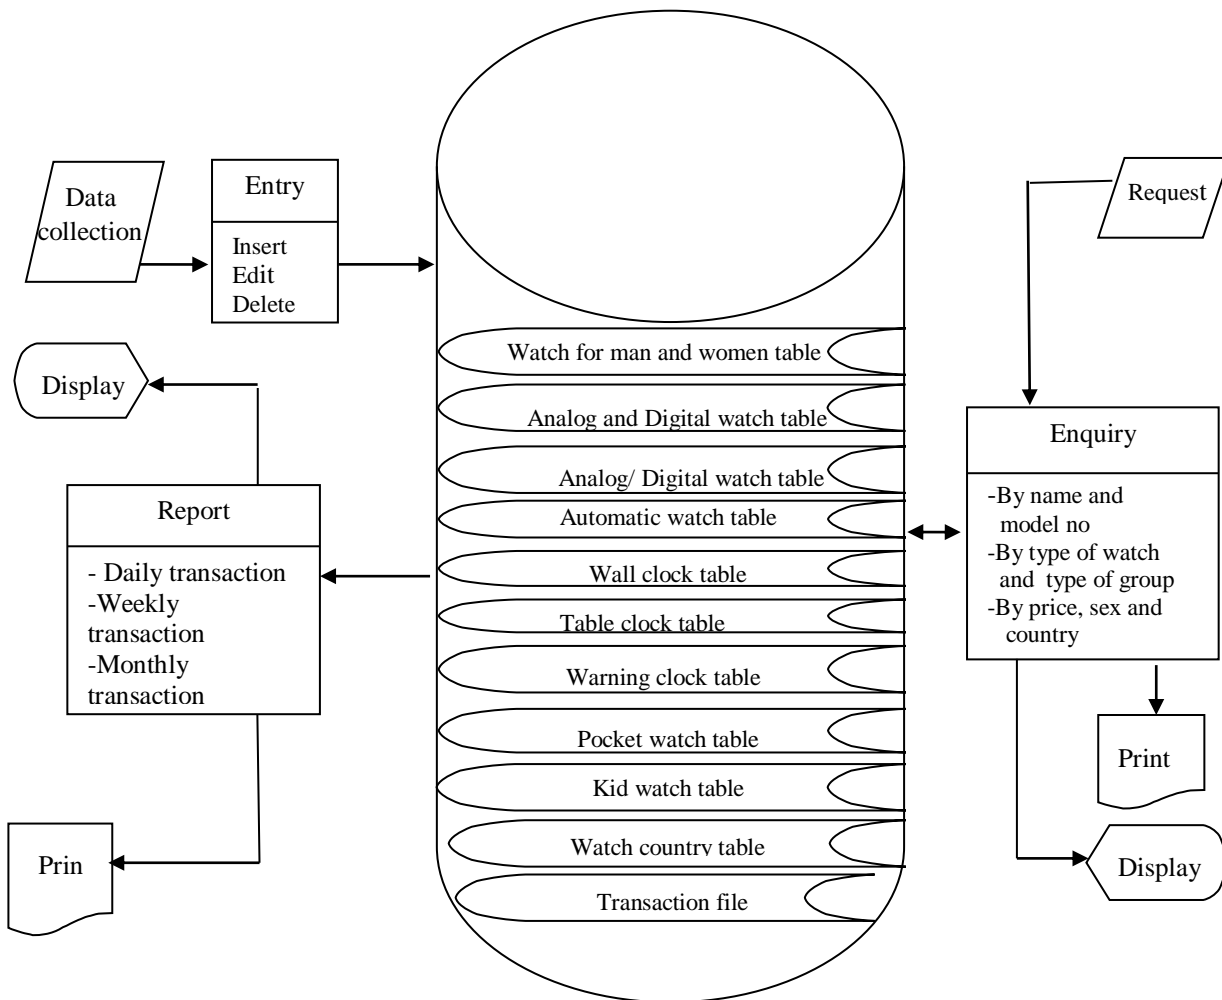 Data
collection
Entry
Insert
Edit
Delete
Request
Display
Watch for man and women table
Analog and Digital watch table
Analog/ Digital watch table
Automatic watch table
Wall clock table
Table clock table
Warning clock table
Pocket watch table
Kid watch table
Watch country table
Transaction file
Report
- Daily transaction
-Weekly
transaction
-Monthly
transaction
Prin
Enquiry
-By name and
model no
-By type of watch
and type of group
-By price, sex and
country
Print
Display